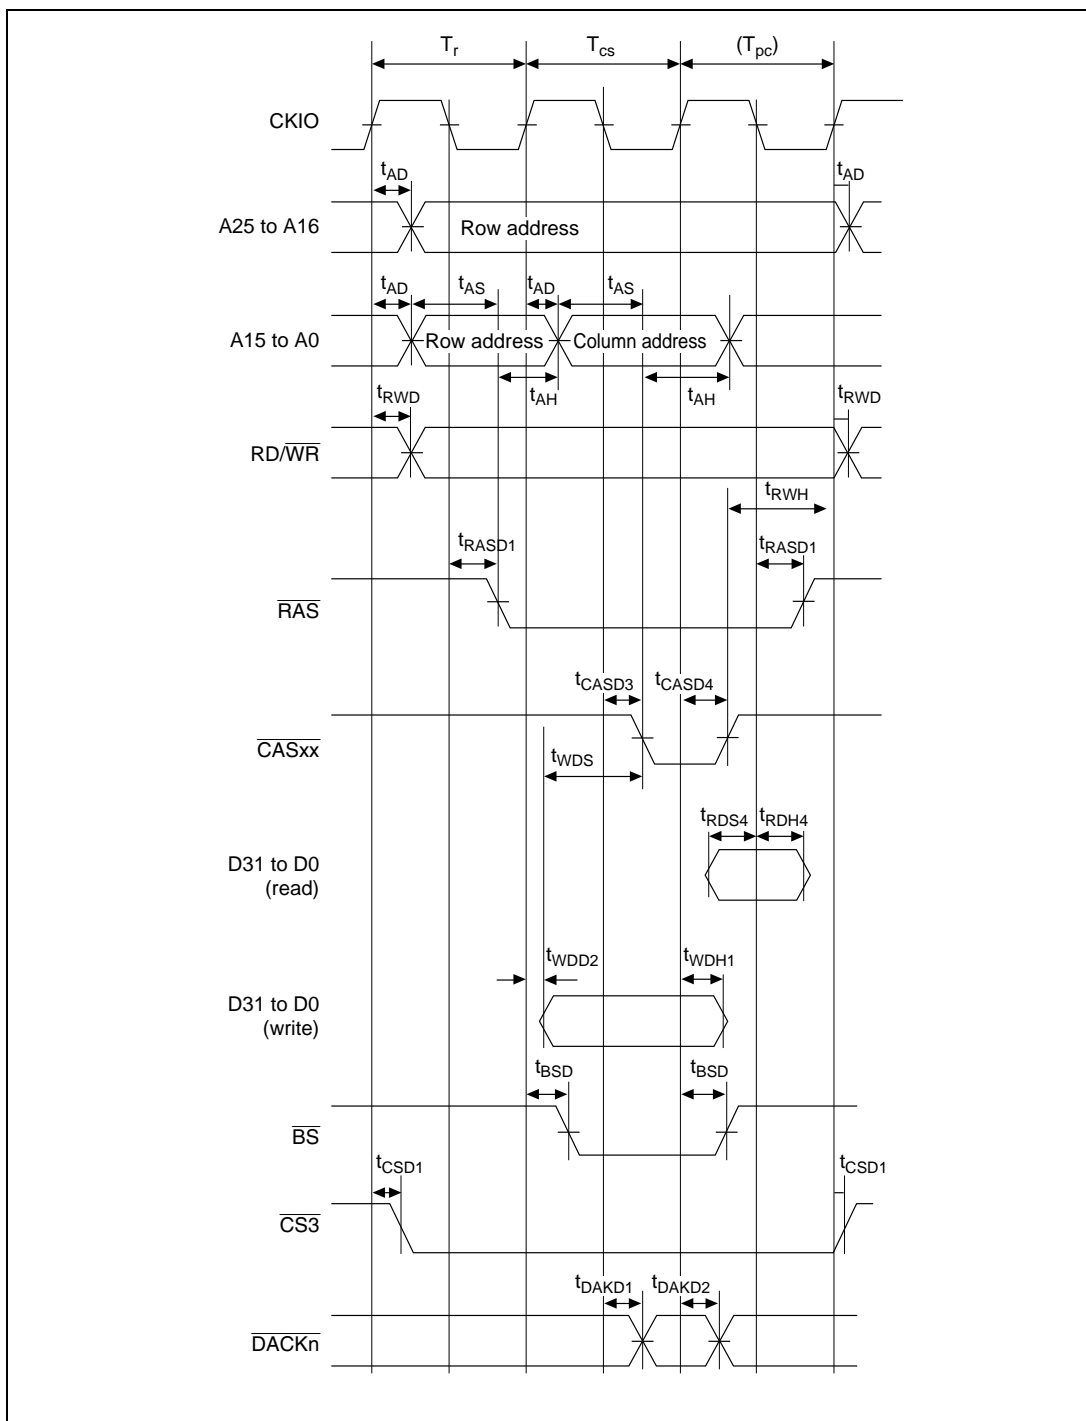 Tr Tcs (Tpc)
CKIO
tAD tAD
A25 to A16 Row address
tAD tAS tAD tAS
A15 to A0 Row address Column address
tAH tAH
tRWD tRWD
RD/WR
tRWH
tRASD1 tRASD1
RAS
tCASD3 tCASD4
CASxx
tWDS
tRDS4 tRDH4
D31 to D0
(read)
tWDD2 tWDH1
D31 to D0
(write)
tBSD tBSD
BS
tCSD1 tCSD1
CS3
tDAKD1 tDAKD2
DACKn